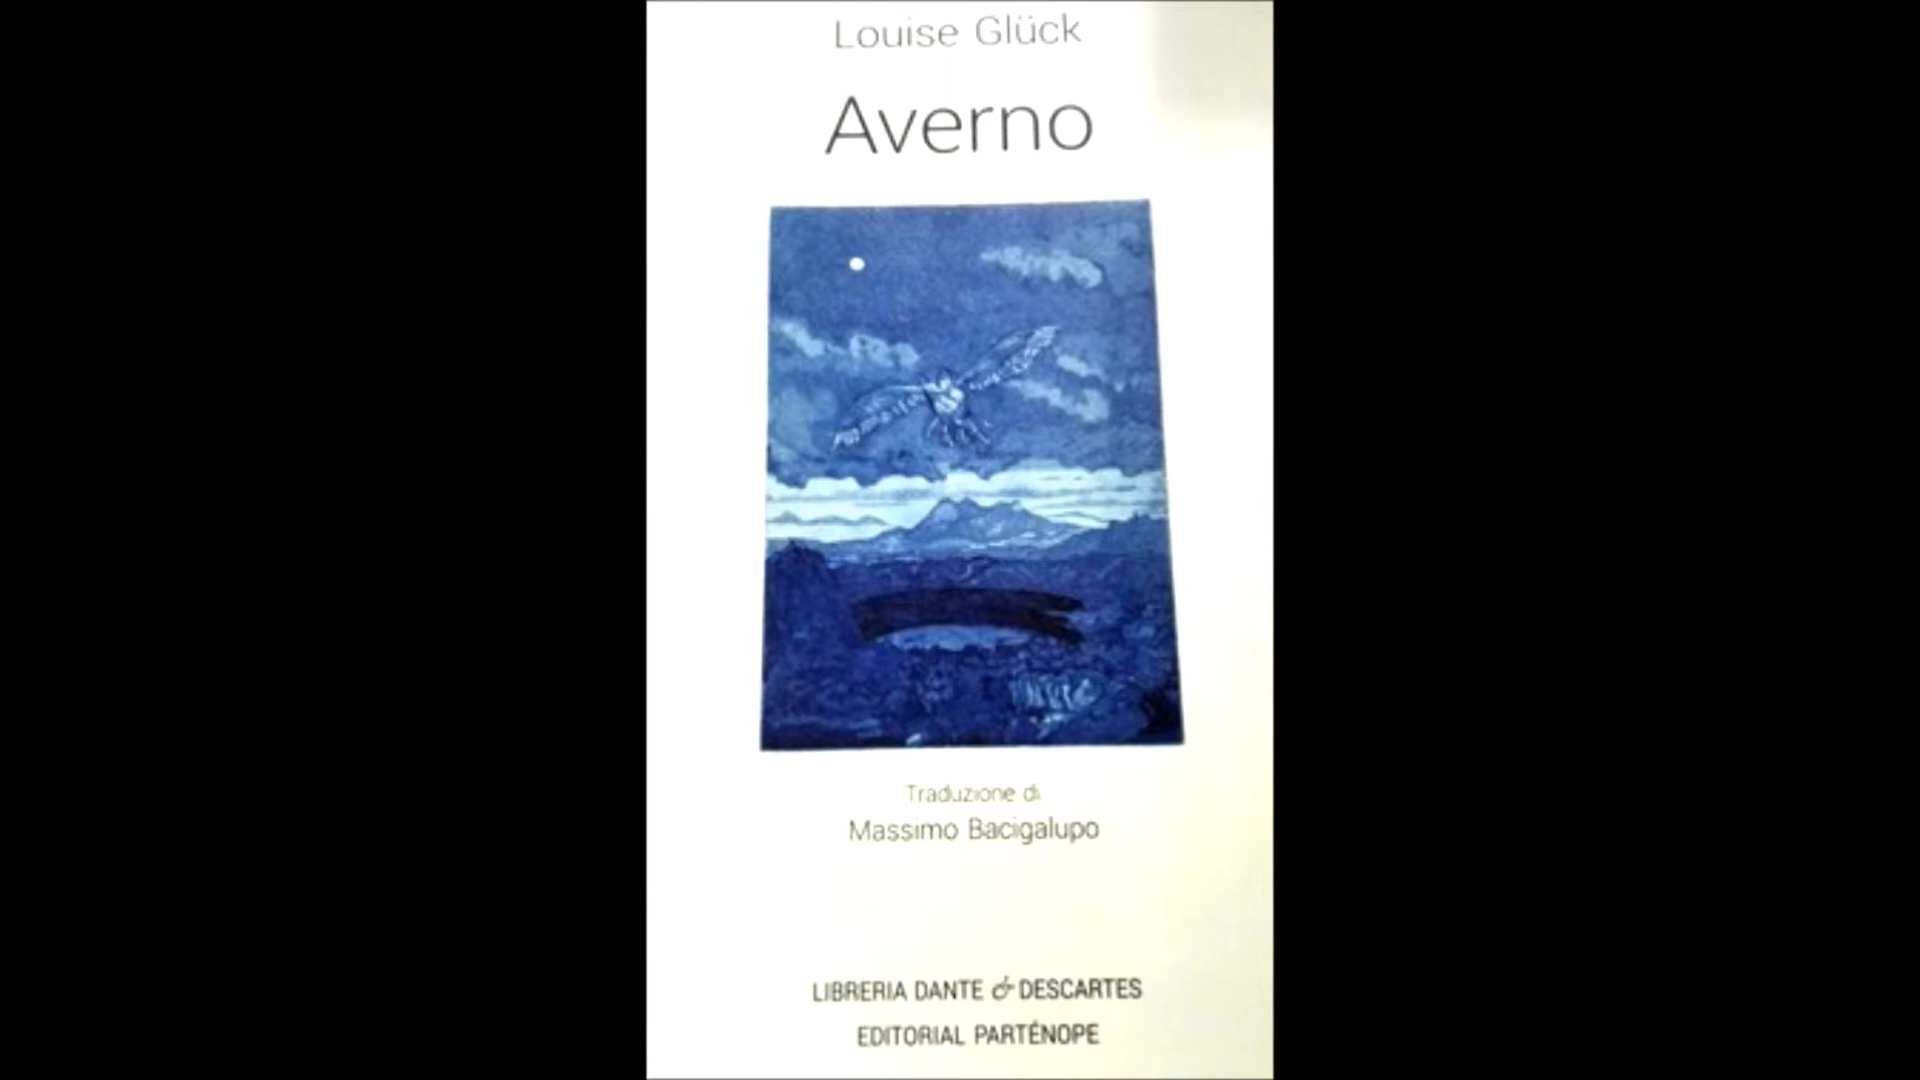 Louise Glück
Averno
Traduzione di
Massimo Bacigalupo
LIBRERIA DANTE & DESCARTES
EDITORIAL PARTÉNOPE